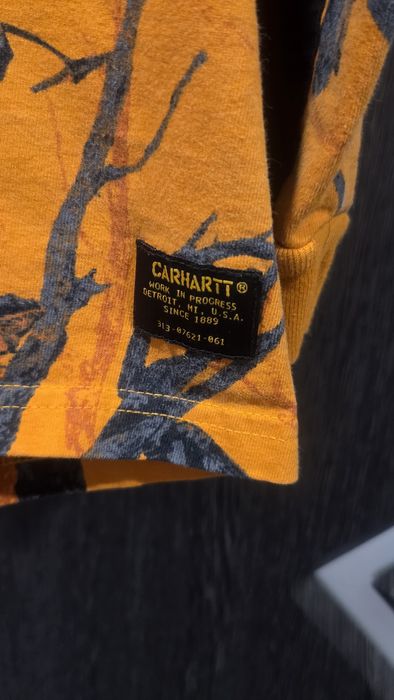 CARHARTT®
WORK IN PROGRESS
DETROIT, MI, U.S.A.
SINCE 1889
313-07621-061